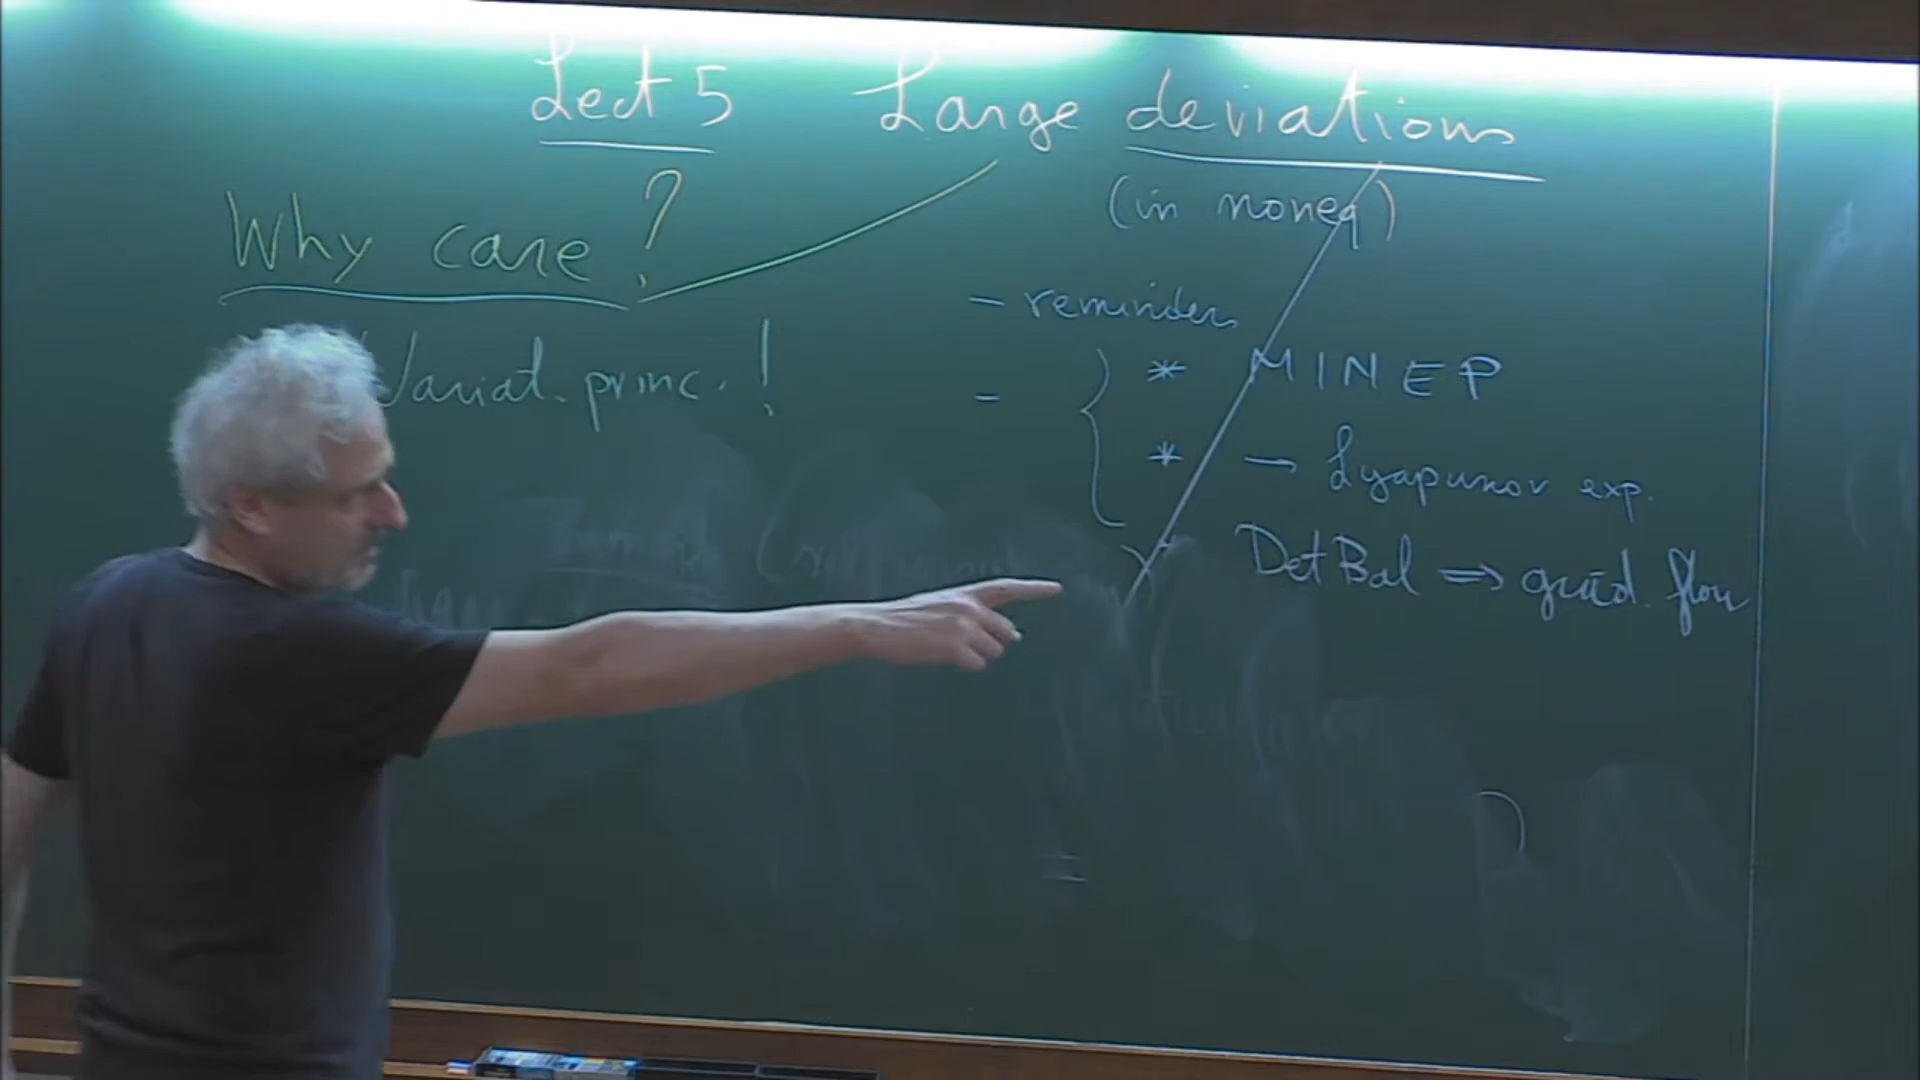 Lect 5 Large deviations
(in noneq)
Why care?
Variat. princ. !
- reminder
- { * MINEP
* → Lyapunov exp.
DetBal ⇒ grad. flow
=